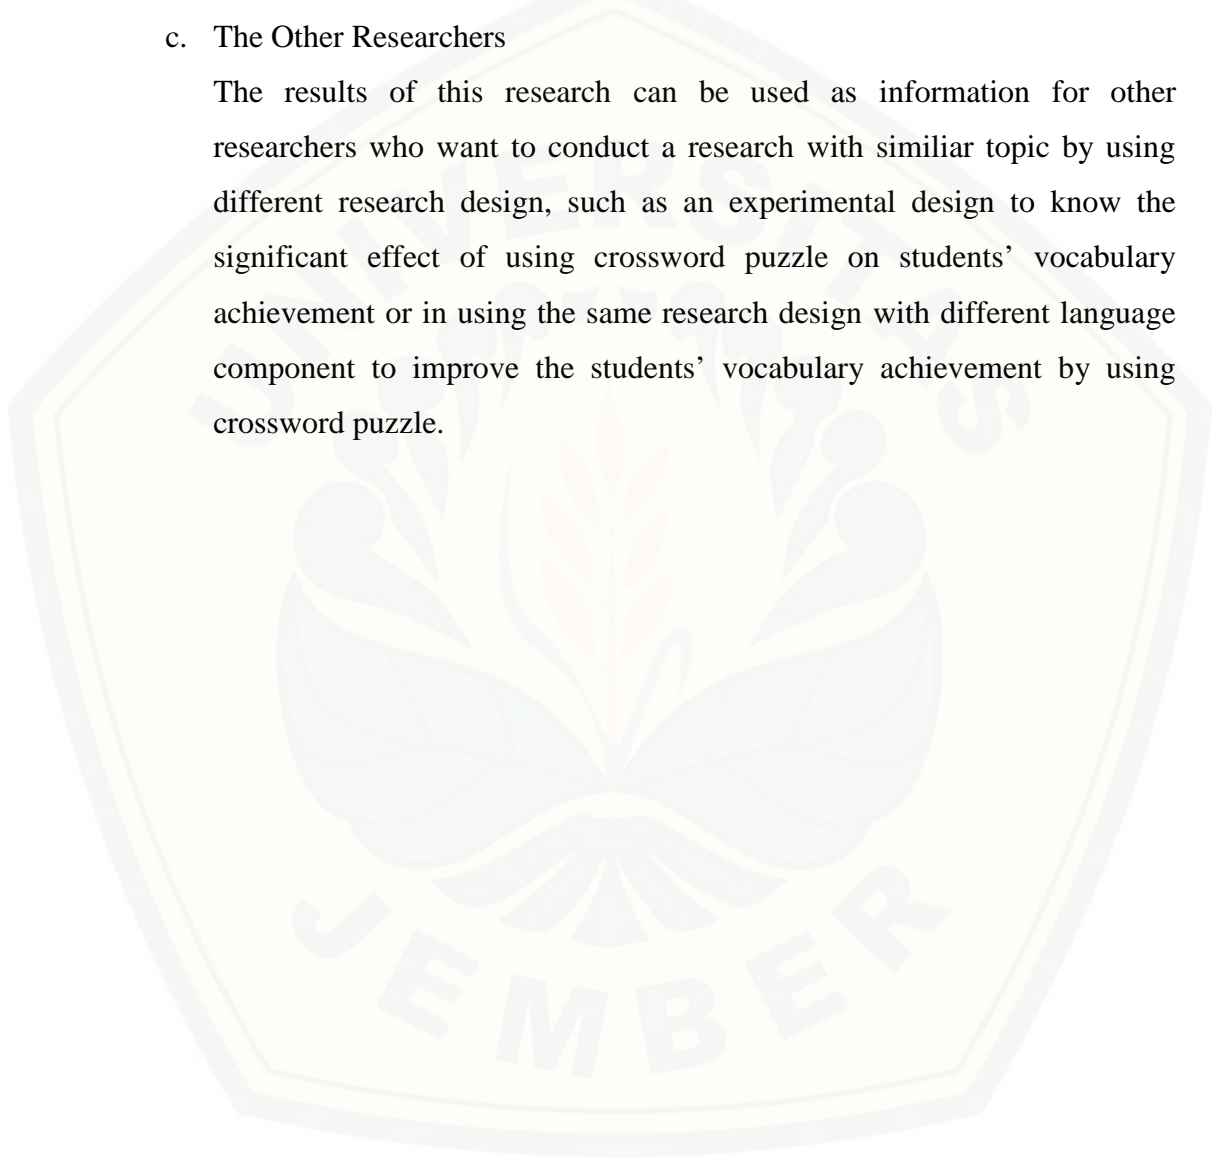 c. The Other Researchers
The results of this research can be used as information for other
researchers who want to conduct a research with similiar topic by using
different research design, such as an experimental design to know the
significant effect of using crossword puzzle on students’ vocabulary
achievement or in using the same research design with different language
component to improve the students’ vocabulary achievement by using
crossword puzzle.
UNIVERSITAS
JEMBER